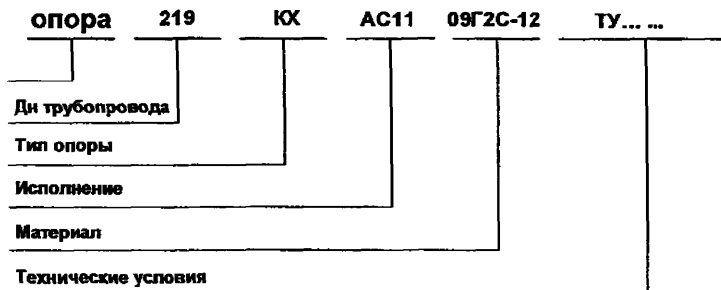 опора 219 КХ АС11 09Г2С-12 ТУ... ...
Дн трубопровода
Тип опоры
Исполнение
Материал
Технические условия